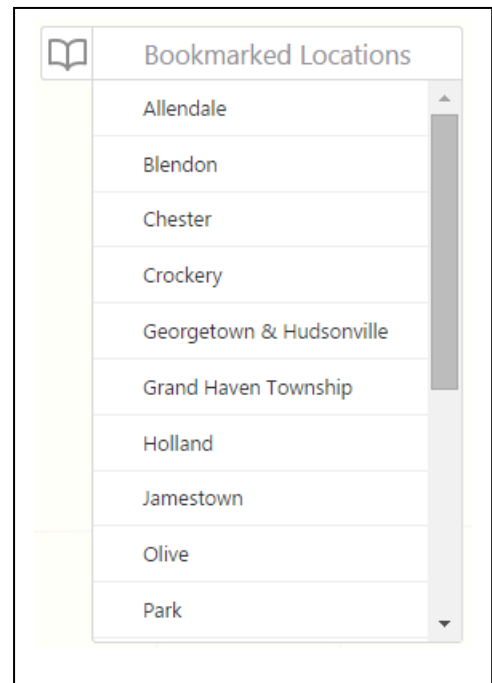 Bookmarked Locations
Allendale
Blendon
Chester
Crockery
Georgetown & Hudsonville
Grand Haven Township
Holland
Jamestown
Olive
Park